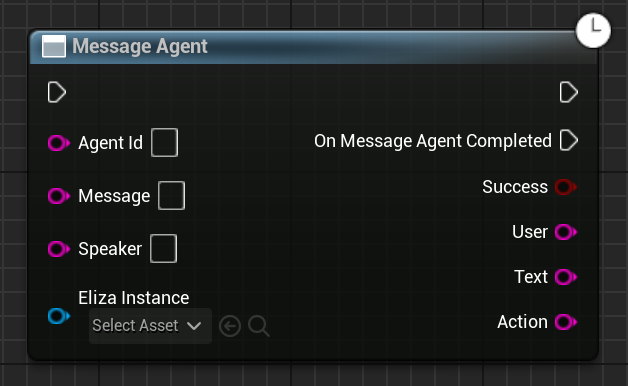 Message Agent
Agent Id
On Message Agent Completed
Message
Success
User
Speaker
Text
Eliza Instance
Select Asset
Action